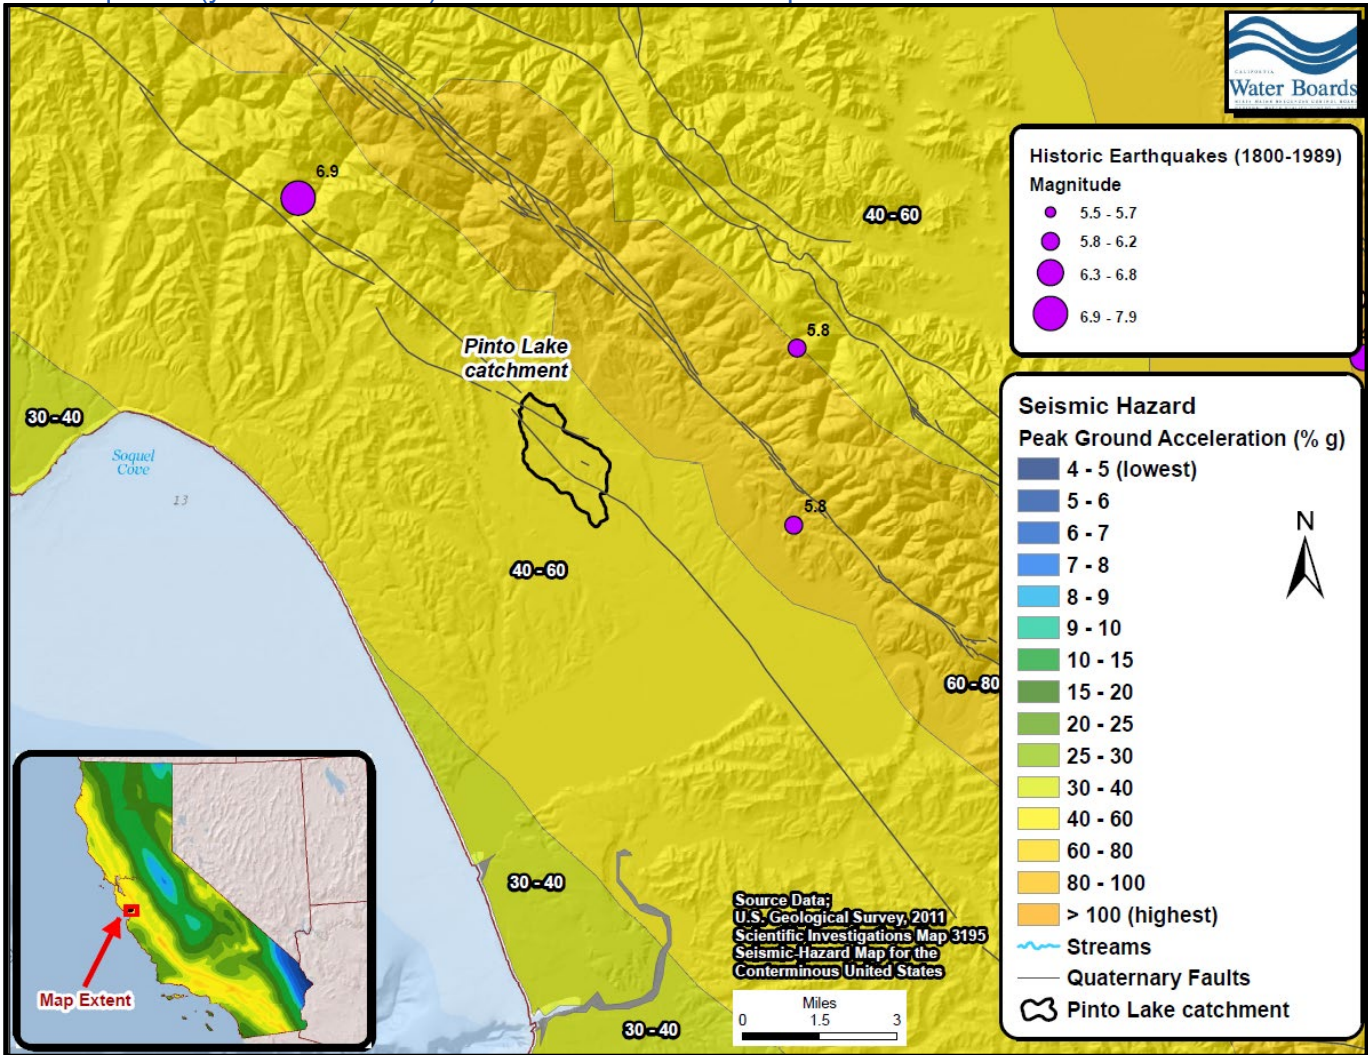 CALIFORNIA
Water Boards
Historic Earthquakes (1800-1989)
Magnitude
5.5 - 5.7
5.8 - 6.2
6.3 - 6.8
6.9 - 7.9
6.9
40 - 60
5.8
Pinto Lake
catchment
30 - 40
Soquel
Cove
13
5.8
40 - 60
60 - 80
30 - 40
30 - 40
Seismic Hazard
Peak Ground Acceleration (% g)
4 - 5 (lowest)
5 - 6
6 - 7
7 - 8
8 - 9
9 - 10
10 - 15
15 - 20
20 - 25
25 - 30
30 - 40
40 - 60
60 - 80
80 - 100
> 100 (highest)
Streams
Quaternary Faults
Pinto Lake catchment
N
Source Data;
U.S. Geological Survey, 2011
Scientific Investigations Map 3195
Seismic-Hazard Map for the
Conterminous United States
Miles
0 1.5 3
Map Extent